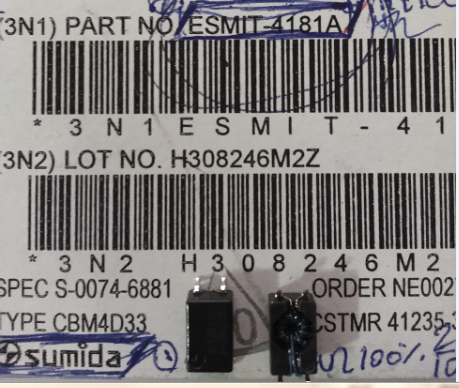 (3N1) PART NO ESMIT-4181A
* 3 N 1 E S M I T - 4 1
(3N2) LOT NO. H308246M2Z
* 3 N 2 H 3 0 8 2 4 6 M 2
SPEC S-0074-6881 ORDER NE002
TYPE CBM4D33 CSTMR 41235-
sumida 100%